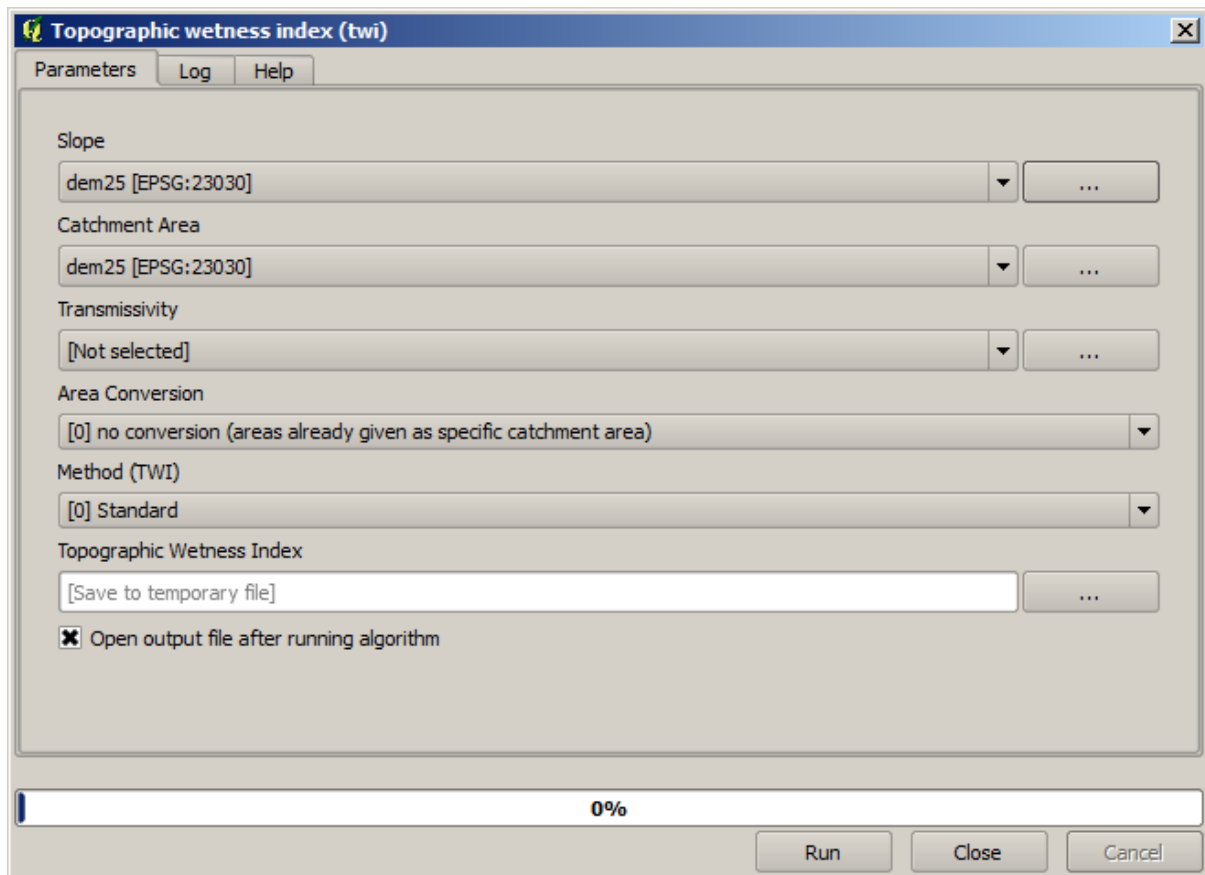 Topographic wetness index (twi)
Parameters Log Help
Slope
dem25 [EPSG:23030]
...
Catchment Area
dem25 [EPSG:23030]
...
Transmissivity
[Not selected]
...
Area Conversion
[0] no conversion (areas already given as specific catchment area)
Method (TWI)
[0] Standard
Topographic Wetness Index
[Save to temporary file]
...
Open output file after running algorithm
0%
Run Close Cancel